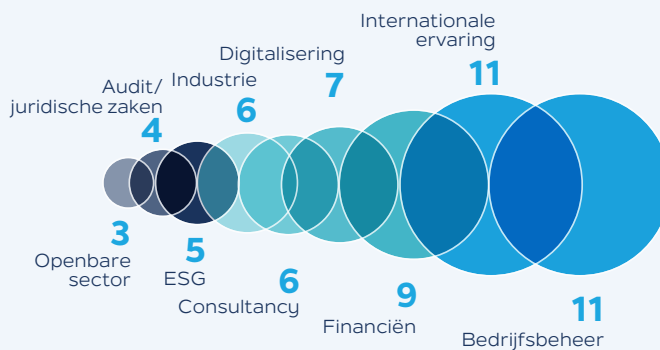 Internationale
ervaring
11
Digitalisering
7
Industrie
6
Audit/
juridische zaken
4
3
Openbare
sector
5
ESG
6
Consultancy
9
Financiën
11
Bedrijfsbeheer